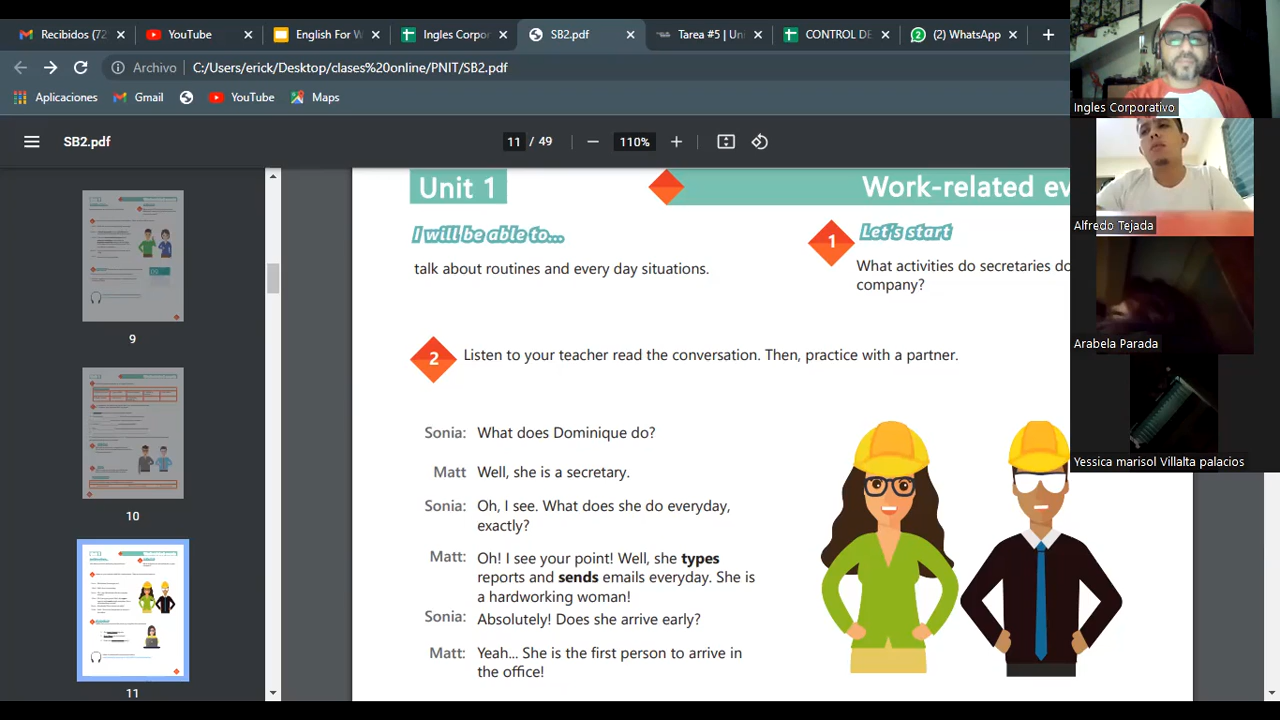 Recibidos (72
YouTube
English For W
Ingles Corpor
SB2.pdf
Tarea #5 | Uni
CONTROL DE
(2) WhatsApp
Archivo C:/Users/erick/Desktop/clases%20online/PNIT/SB2.pdf
Aplicaciones Gmail YouTube Maps
SB2.pdf 11 / 49 110%
9
10
11
Unit 1 Work-related ev
I will be able to...
talk about routines and every day situations.
1 Let's start
What activities do secretaries do
company?
2 Listen to your teacher read the conversation. Then, practice with a partner.
Sonia: What does Dominique do?
Matt Well, she is a secretary.
Sonia: Oh, I see. What does she do everyday,
exactly?
Matt: Oh! I see your point! Well, she types
reports and sends emails everyday. She is
a hardworking woman!
Sonia: Absolutely! Does she arrive early?
Matt: Yeah... She is the first person to arrive in
the office!
Ingles Corporativo
Alfredo Tejada
Arabela Parada
Yessica marisol Villalta palacios